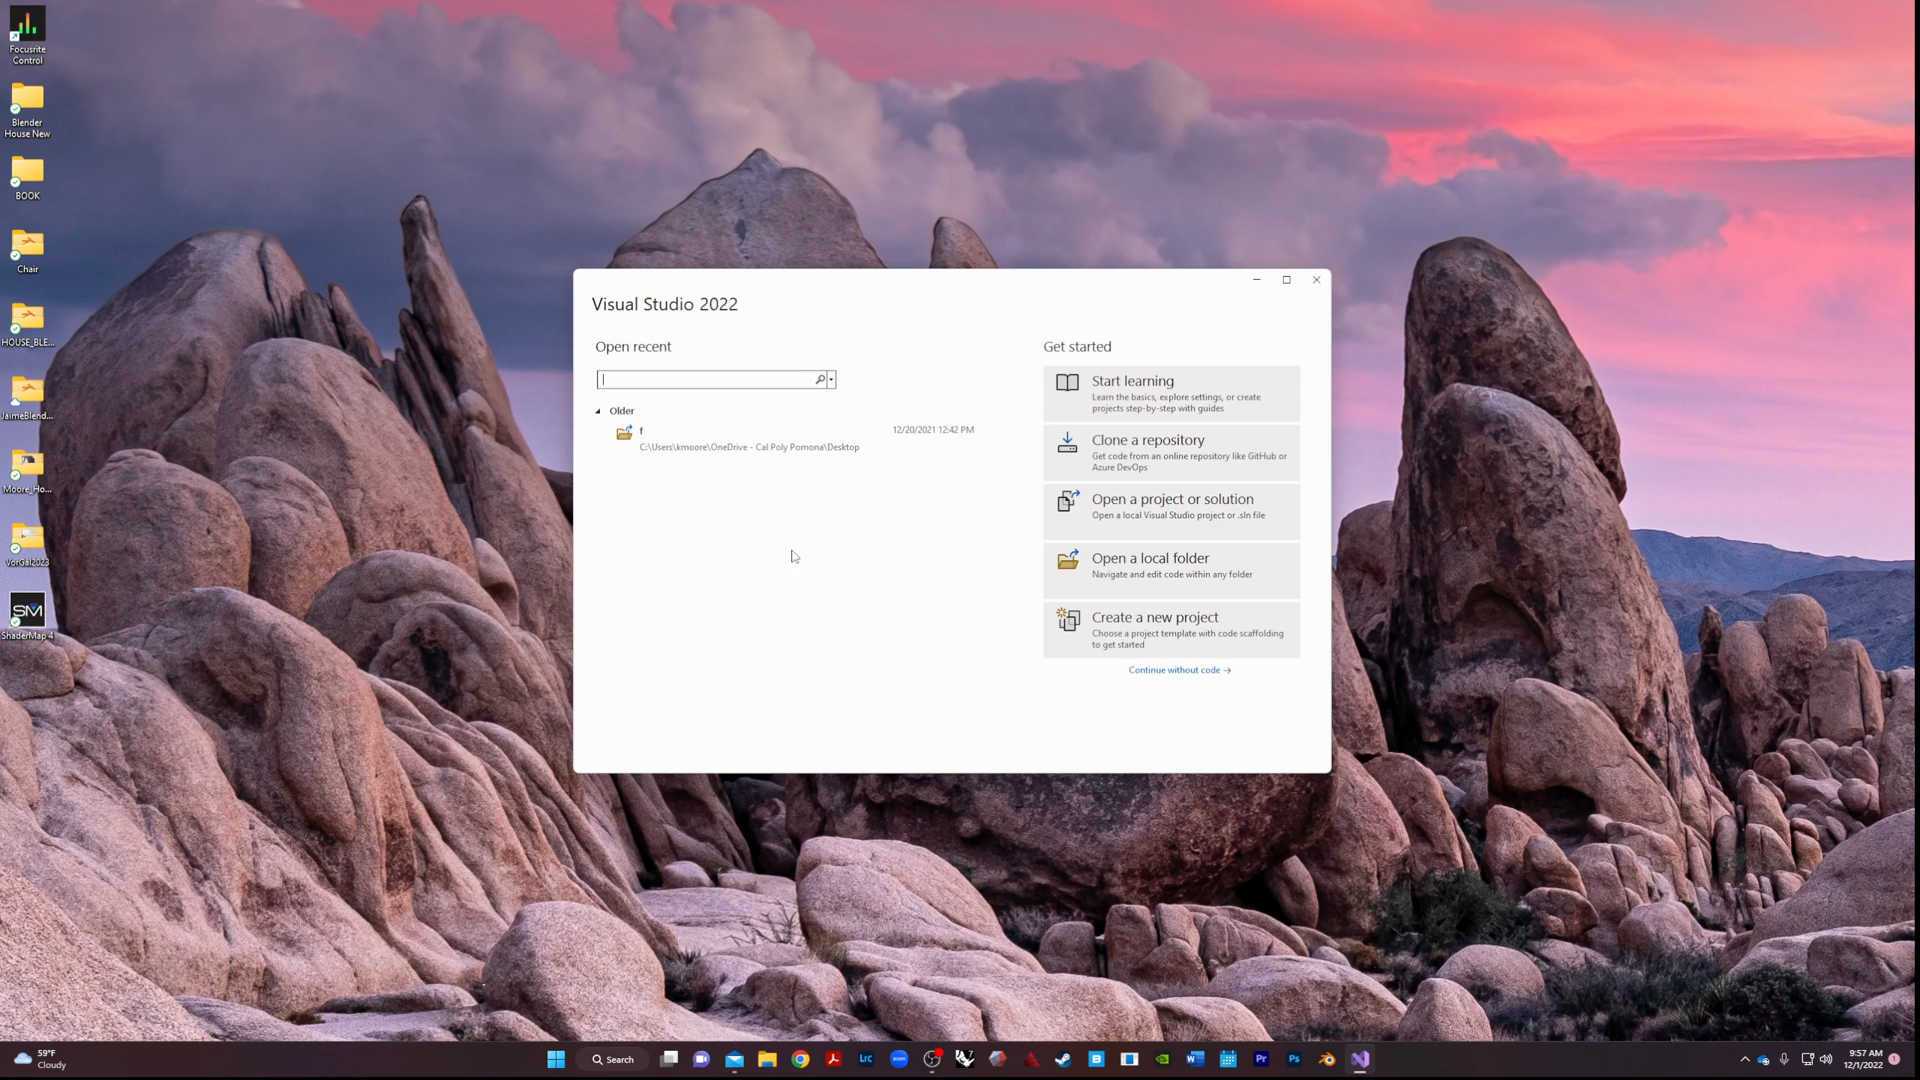 Focusrite
Control
Blender
House New
BOOK
Chair
HOUSE_BLE...
JaimeBlend...
Moore_Ho...
VorGal2023
SM
ShaderMap 4
Visual Studio 2022
Open recent
Older
f
12/20/2021 12:42 PM
C:\Users\kmoore\OneDrive - Cal Poly Pomona\Desktop
Get started
Start learning
Learn the basics, explore settings, or create
projects step-by-step with guides
Clone a repository
Get code from an online repository like GitHub or
Azure DevOps
Open a project or solution
Open a local Visual Studio project or .sln file
Open a local folder
Navigate and edit code within any folder
Create a new project
Choose a project template with code scaffolding
to get started
Continue without code →
59°F
Cloudy
Search
Lrc
zoom
B
W
Pr
Ps
9:57 AM
12/1/2022
1